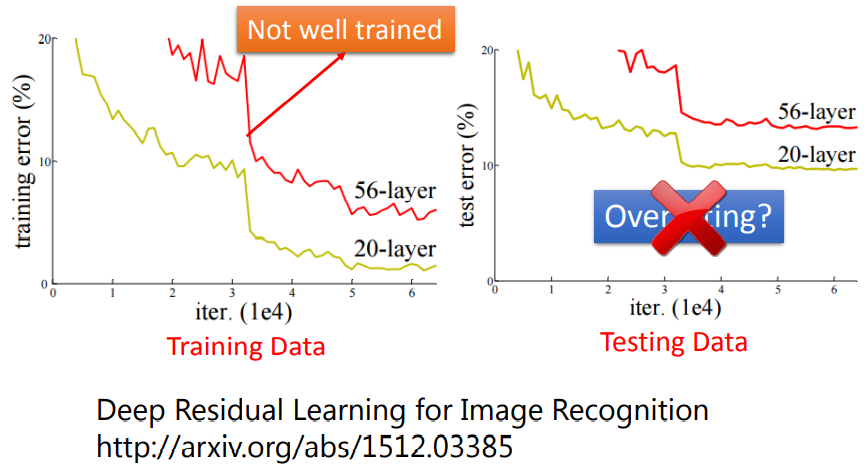 Not well trained
20
10
0
training error (%)
56-layer
20-layer
0 1 2 3 4 5 6
iter. (1e4)
Training Data
20
10
0
test error (%)
56-layer
20-layer
Over ting?
0 1 2 3 4 5 6
iter. (1e4)
Testing Data
Deep Residual Learning for Image Recognition
http://arxiv.org/abs/1512.03385